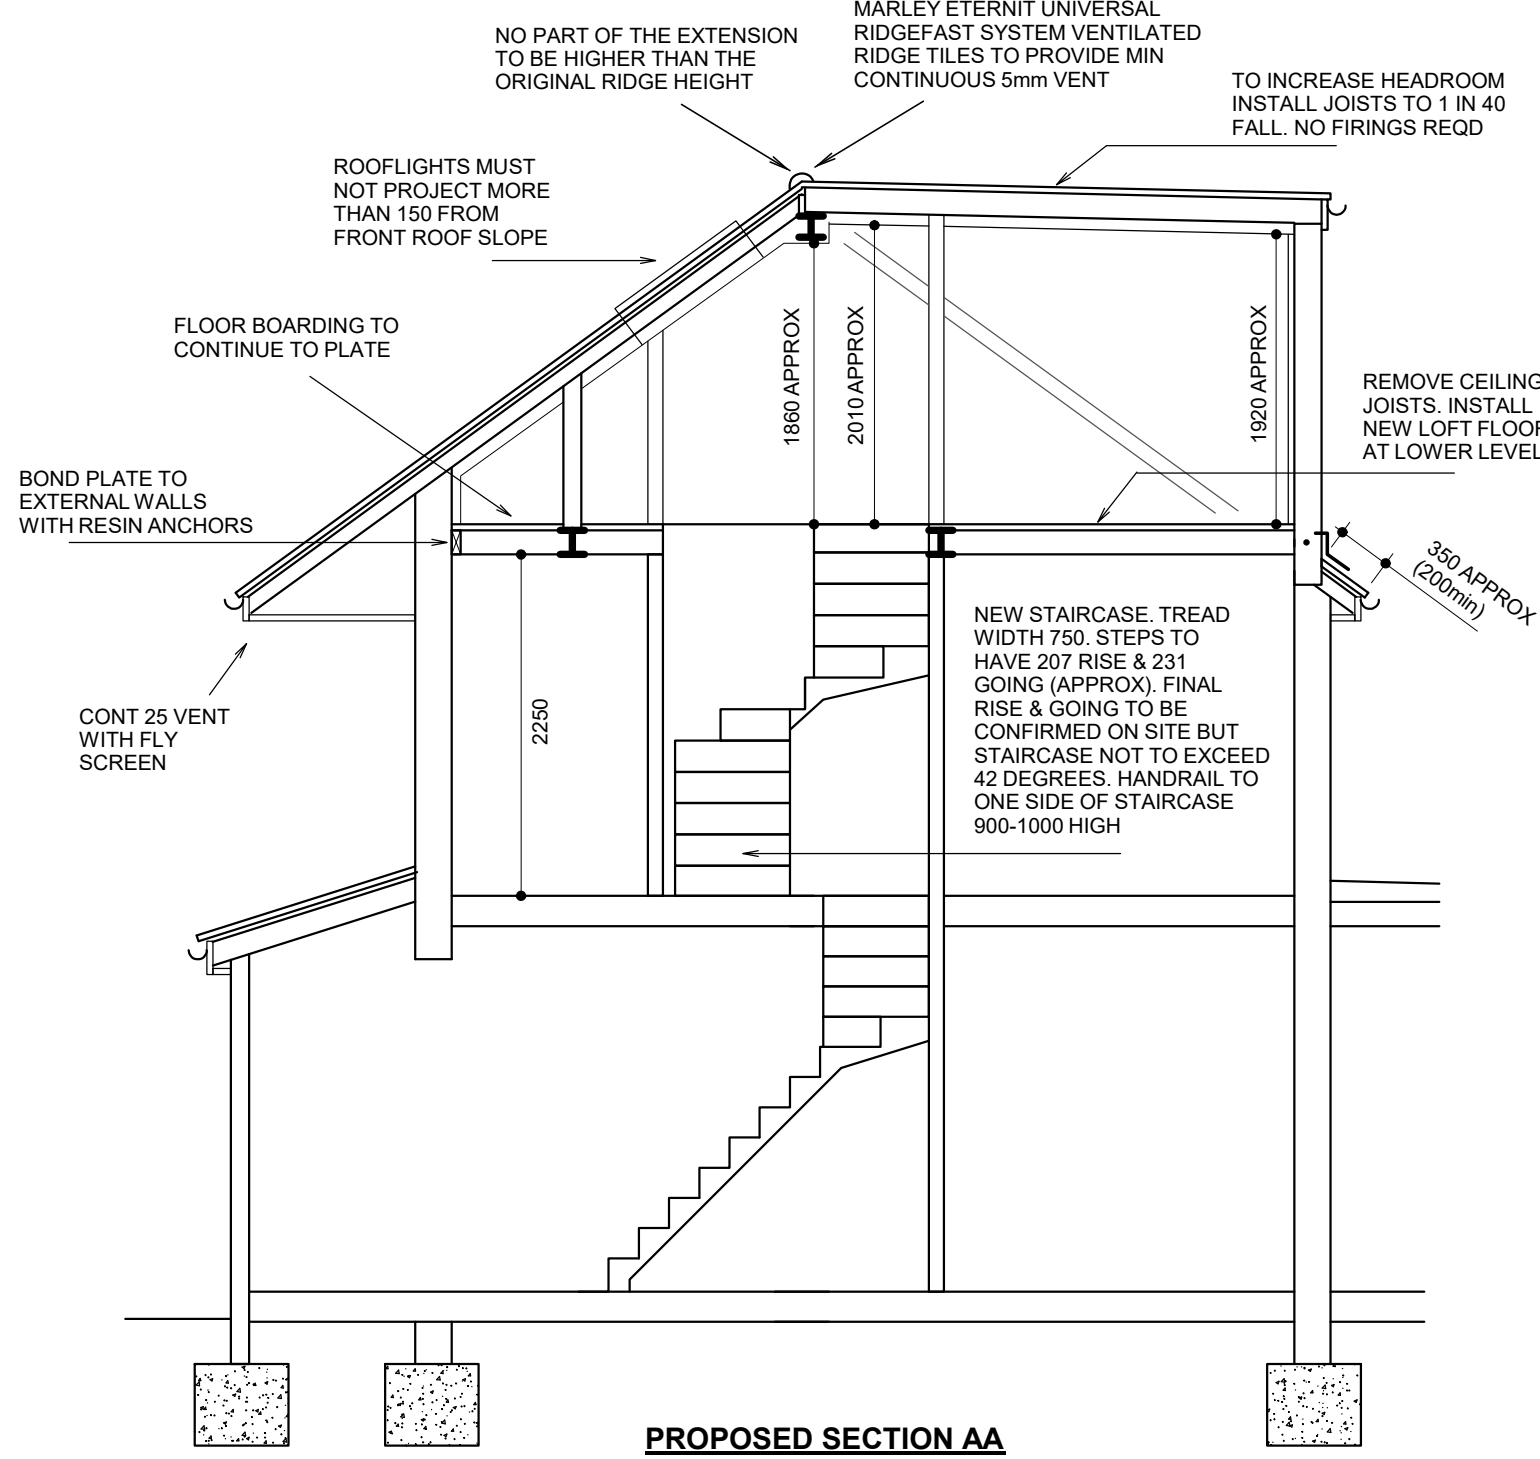 NO PART OF THE EXTENSION
TO BE HIGHER THAN THE
ORIGINAL RIDGE HEIGHT
MARLEY ETERNIT UNIVERSAL
RIDGEFAST SYSTEM VENTILATED
RIDGE TILES TO PROVIDE MIN
CONTINUOUS 5mm VENT
TO INCREASE HEADROOM
INSTALL JOISTS TO 1 IN 40
FALL. NO FIRINGS REQD
ROOFLIGHTS MUST
NOT PROJECT MORE
THAN 150 FROM
FRONT ROOF SLOPE
FLOOR BOARDING TO
CONTINUE TO PLATE
1860 APPROX
2010 APPROX
1920 APPROX
REMOVE CEILING
JOISTS. INSTALL
NEW LOFT FLOOR
AT LOWER LEVEL
BOND PLATE TO
EXTERNAL WALLS
WITH RESIN ANCHORS
350 APPROX
(200min)
NEW STAIRCASE. TREAD
WIDTH 750. STEPS TO
HAVE 207 RISE & 231
GOING (APPROX). FINAL
RISE & GOING TO BE
CONFIRMED ON SITE BUT
STAIRCASE NOT TO EXCEED
42 DEGREES. HANDRAIL TO
ONE SIDE OF STAIRCASE
900-1000 HIGH
CONT 25 VENT
WITH FLY
SCREEN
2250
PROPOSED SECTION AA